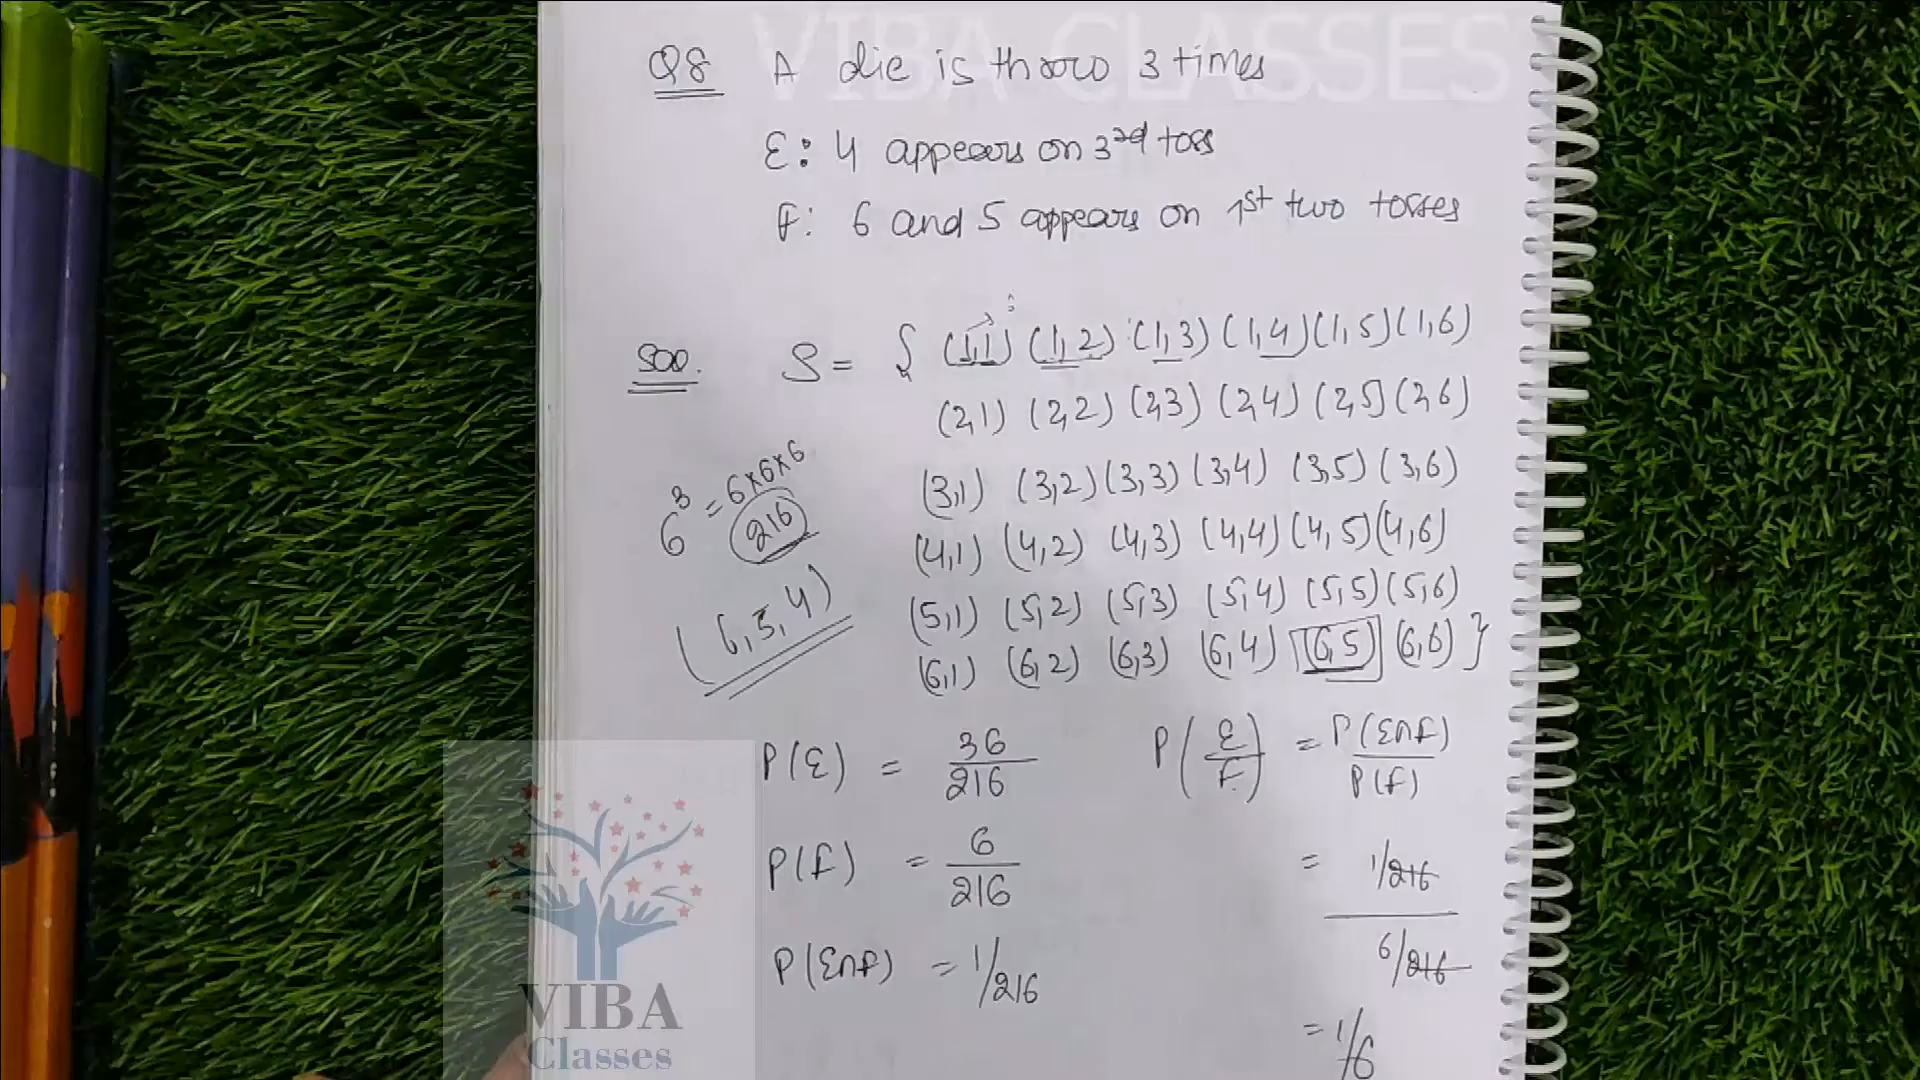 VIBA CLASSES
Q8 A die is throw 3 times
E: 4 appears on 3rd toss
F: 6 and 5 appears on 1st two tosses
Soo. S = { (1,1) (1,2) (1,3) (1,4) (1,5) (1,6)
(2,1) (2,2) (2,3) (2,4) (2,5) (2,6)
(3,1) (3,2) (3,3) (3,4) (3,5) (3,6)
(4,1) (4,2) (4,3) (4,4) (4,5) (4,6)
(5,1) (5,2) (5,3) (5,4) (5,5) (5,6)
(6,1) (6,2) (6,3) (6,4) (6,5) (6,6) }
6³ = 6×6×6
216
(6,5,4)
P(E) = 36/216
P(F) = 6/216
P(E∩F) = 1/216
P(E/F) = P(E∩F)/P(F)
= 1/216
6/216
= 1/6
VIBA
Classes